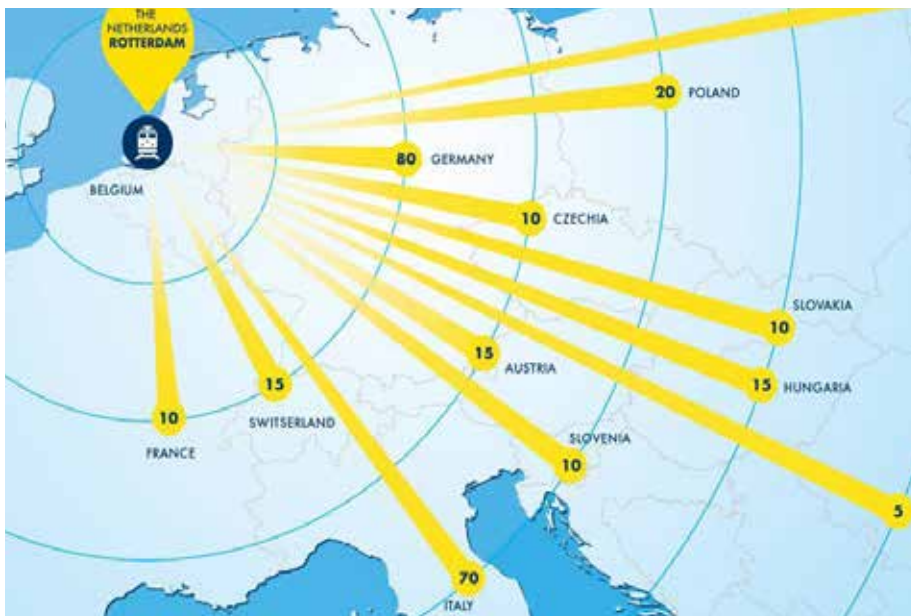 THE
NETHERLANDS
ROTTERDAM
20 POLAND
80 GERMANY
BELGIUM
10 CZECHIA
SLOVAKIA
10
15
AUSTRIA
15 HUNGARIA
15
SWITSERLAND
10
FRANCE
SLOVENIA
10
5
70
ITALY